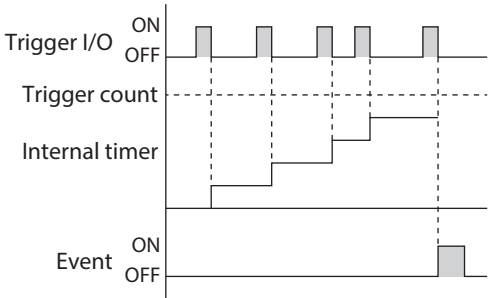 ON
Trigger I/O
OFF
Trigger count
Internal timer
ON
Event
OFF